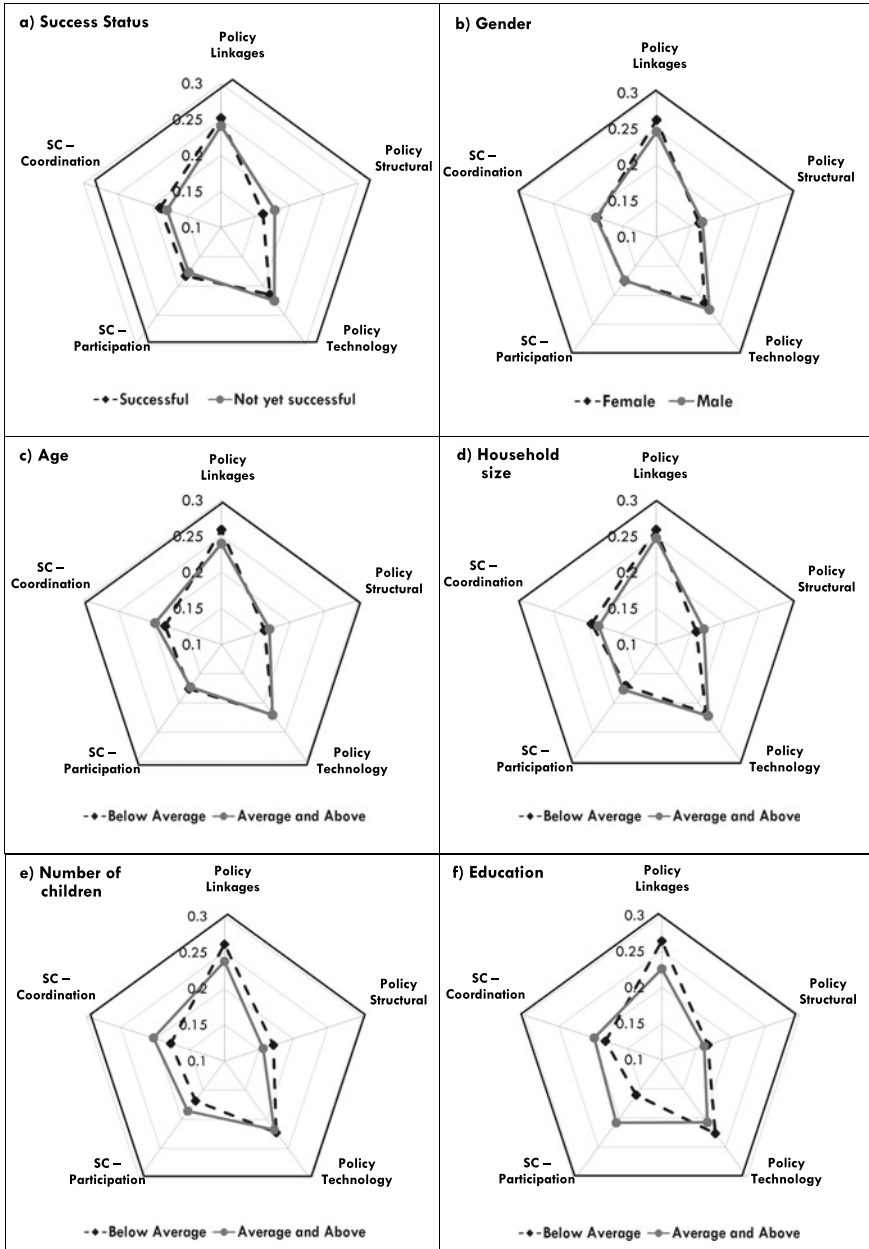 a) Success Status
Policy
Linkages
0.3
0.25
0.2
0.15
0.1
SC –
Coordination
Policy
Structural
SC –
Participation
Policy
Technology
Successful
Not yet successful
b) Gender
Policy
Linkages
0.3
0.25
0.2
0.15
0.1
SC –
Coordination
Policy
Structural
SC –
Participation
Policy
Technology
Female
Male
c) Age
Policy
Linkages
0.3
0.25
0.2
0.15
0.1
SC –
Coordination
Policy
Structural
SC –
Participation
Policy
Technology
Below Average
Average and Above
d) Household
size
Policy
Linkages
0.3
0.25
0.2
0.15
0.1
SC –
Coordination
Policy
Structural
SC –
Participation
Policy
Technology
Below Average
Average and Above
e) Number of
children
Policy
Linkages
0.3
0.25
0.2
0.15
0.1
SC –
Coordination
Policy
Structural
SC –
Participation
Policy
Technology
Below Average
Average and Above
f) Education
Policy
Linkages
0.3
0.25
0.2
0.15
0.1
SC –
Coordination
Policy
Structural
SC –
Participation
Policy
Technology
Below Average
Average and Above